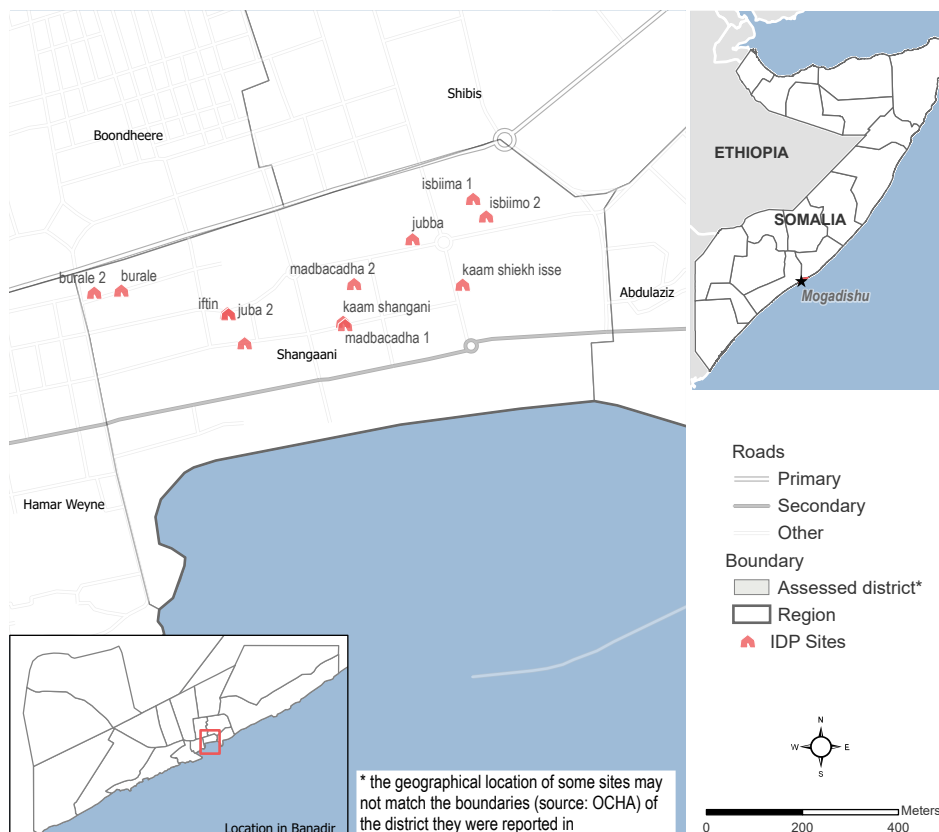 Shibis
Boondheere
isbiima 1
isbiimo 2
jubba
madbacadha 2
kaam shiekh isse
burale 2
burale
Abdulaziz
iftin
juba 2
kaam shangani
madbacadha 1
Shangaani
Hamar Weyne
Location in Banadir
* the geographical location of some sites may
not match the boundaries (source: OCHA) of
the district they were reported in
ETHIOPIA
SOMALIA
Mogadishu
Roads
Primary
Secondary
Other
Boundary
Assessed district*
Region
IDP Sites
N
W
E
S
Meters
0
200
400